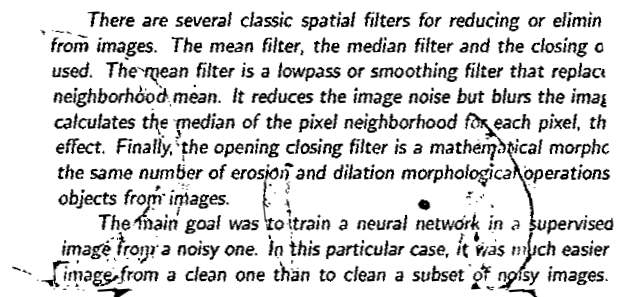 There are several classic spatial filters for reducing or elimin
from images. The mean filter, the median filter and the closing o
used. The mean filter is a lowpass or smoothing filter that replac
neighborhood mean. It reduces the image noise but blurs the imag
calculates the median of the pixel neighborhood for each pixel, th
effect. Finally, the opening closing filter is a mathematical morpho
the same number of erosion and dilation morphological operations
objects from images.
The main goal was to train a neural network in a supervised
image from a noisy one. In this particular case, it was much easier
image from a clean one than to clean a subset of noisy images.